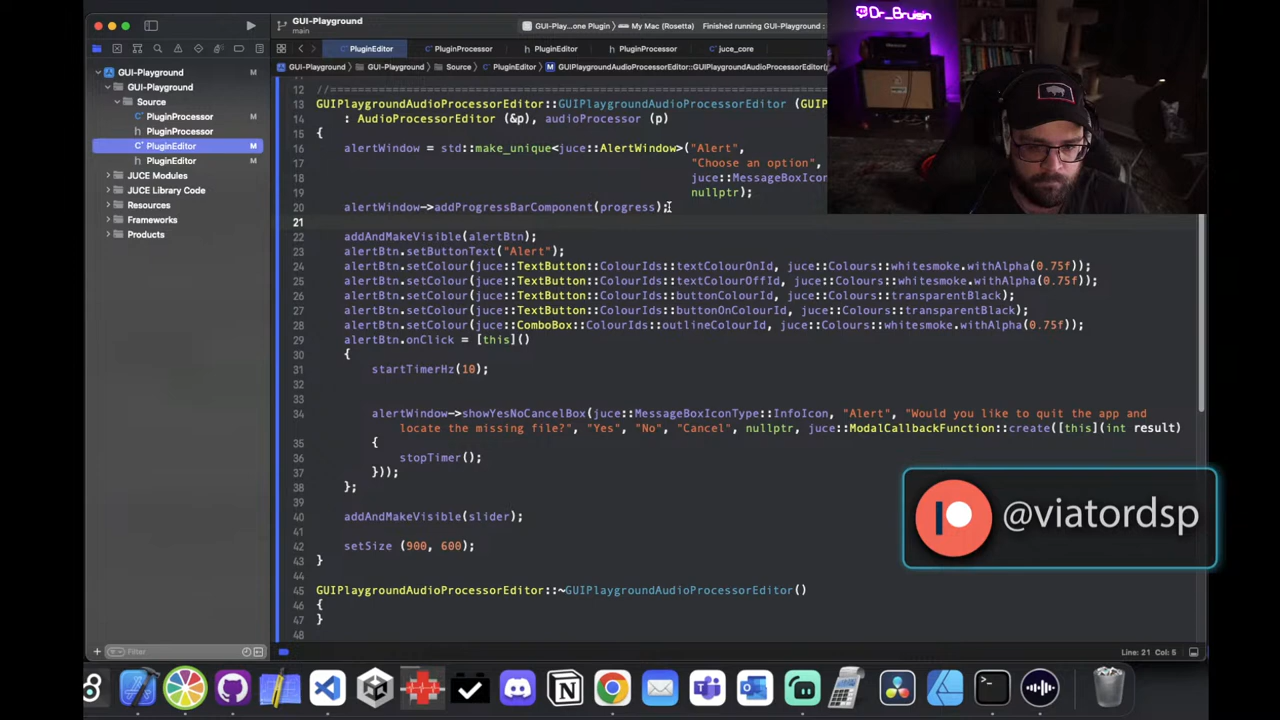 GUI-Playground
main
GUI-Play...one Plugin
My Mac (Rosetta)
Finished running GUI-Playground :
@Dr_Bruisin
PluginEditor
PluginProcessor
PluginEditor
PluginProcessor
juce_core
GUI-Playground
GUI-Playground
Source
PluginEditor
GUIPlaygroundAudioProcessorEditor::GUIPlaygroundAudioProcessorEditor(
GUI-Playground M
GUI-Playground
Source
PluginProcessor M
PluginProcessor
PluginEditor M
PluginEditor M
JUCE Modules
JUCE Library Code
Resources
Frameworks
Products
12 //======================================
13 GUIPlaygroundAudioProcessorEditor::GUIPlaygroundAudioProcessorEditor (GUIP
14 : AudioProcessorEditor (&p), audioProcessor (p)
15 {
16 alertWindow = std::make_unique<juce::AlertWindow>("Alert",
17 "Choose an option",
18 juce::MessageBoxIcon
19 nullptr);
20 alertWindow->addProgressBarComponent(progress);
21
22 addAndMakeVisible(alertBtn);
23 alertBtn.setButtonText("Alert");
24 alertBtn.setColour(juce::TextButton::ColourIds::textColourOnId, juce::Colours::whitesmoke.withAlpha(0.75f));
25 alertBtn.setColour(juce::TextButton::ColourIds::textColourOffId, juce::Colours::whitesmoke.withAlpha(0.75f));
26 alertBtn.setColour(juce::TextButton::ColourIds::buttonColourId, juce::Colours::transparentBlack);
27 alertBtn.setColour(juce::TextButton::ColourIds::buttonOnColourId, juce::Colours::transparentBlack);
28 alertBtn.setColour(juce::ComboBox::ColourIds::outlineColourId, juce::Colours::whitesmoke.withAlpha(0.75f));
29 alertBtn.onClick = [this]()
30 {
31 startTimerHz(10);
32
33
34 alertWindow->showYesNoCancelBox(juce::MessageBoxIconType::InfoIcon, "Alert", "Would you like to quit the app and
locate the missing file?", "Yes", "No", "Cancel", nullptr, juce::ModalCallbackFunction::create([this](int result)
35 {
36 stopTimer();
37 }));
38 };
39
40 addAndMakeVisible(slider);
41
42 setSize (900, 600);
43 }
44
45 GUIPlaygroundAudioProcessorEditor::~GUIPlaygroundAudioProcessorEditor()
46 {
47 }
48
@viatordsp
Filter
Line: 21 Col: 5